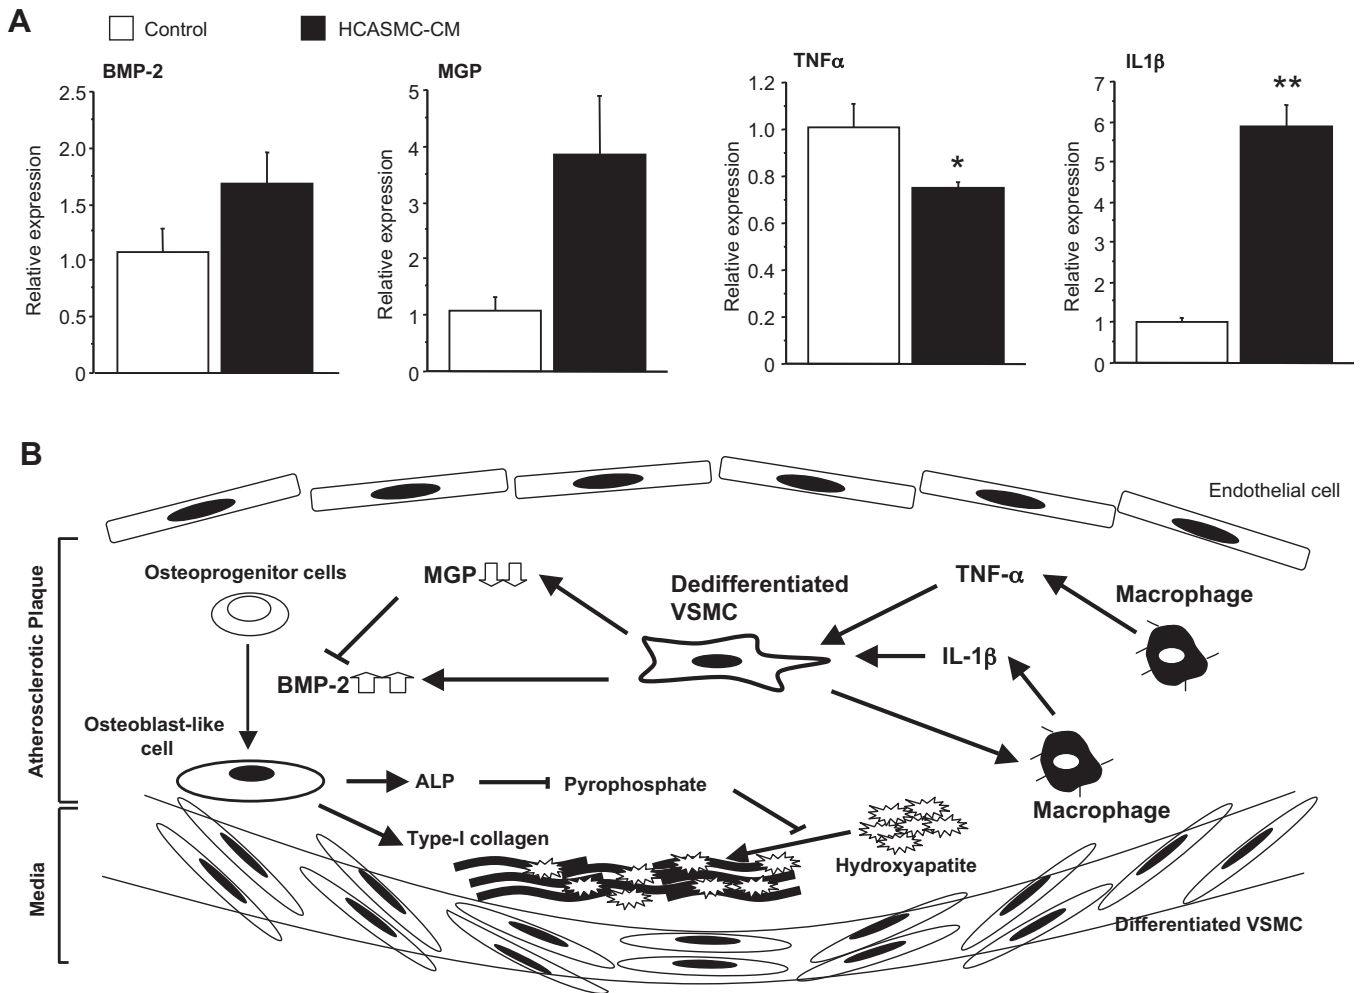 A
Control
HCASMC-CM
BMP-2
Relative expression
2.5
2.0
1.5
1.0
0.5
0
MGP
Relative expression
5
4
3
2
1
0
TNFα
Relative expression
1.2
1.0
0.8
0.6
0.4
0.2
0
*
IL1β
Relative expression
7
6
5
4
3
2
1
0
**
B
Endothelial cell
Atherosclerotic Plaque
Media
Osteoprogenitor cells
MGP
Dedifferentiated
VSMC
TNF-α
Macrophage
IL-1β
BMP-2
Osteoblast-like
cell
ALP
Pyrophosphate
Macrophage
Type-I collagen
Hydroxyapatite
Differentiated VSMC